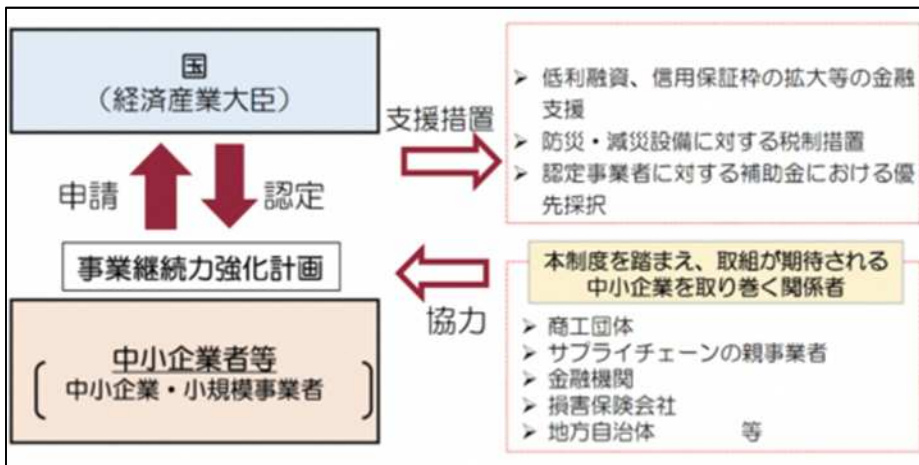 国
（経済産業大臣）
申請
認定
事業継続力強化計画
中小企業者等
中小企業・小規模事業者
支援措置
➢ 低利融資、信用保証枠の拡大等の金融
支援
➢ 防災・減災設備に対する税制措置
➢ 認定事業者に対する補助金における優
先採択
協力
本制度を踏まえ、取組が期待される
中小企業を取り巻く関係者
➢ 商工団体
➢ サプライチェーンの親事業者
➢ 金融機関
➢ 損害保険会社
➢ 地方自治体 等